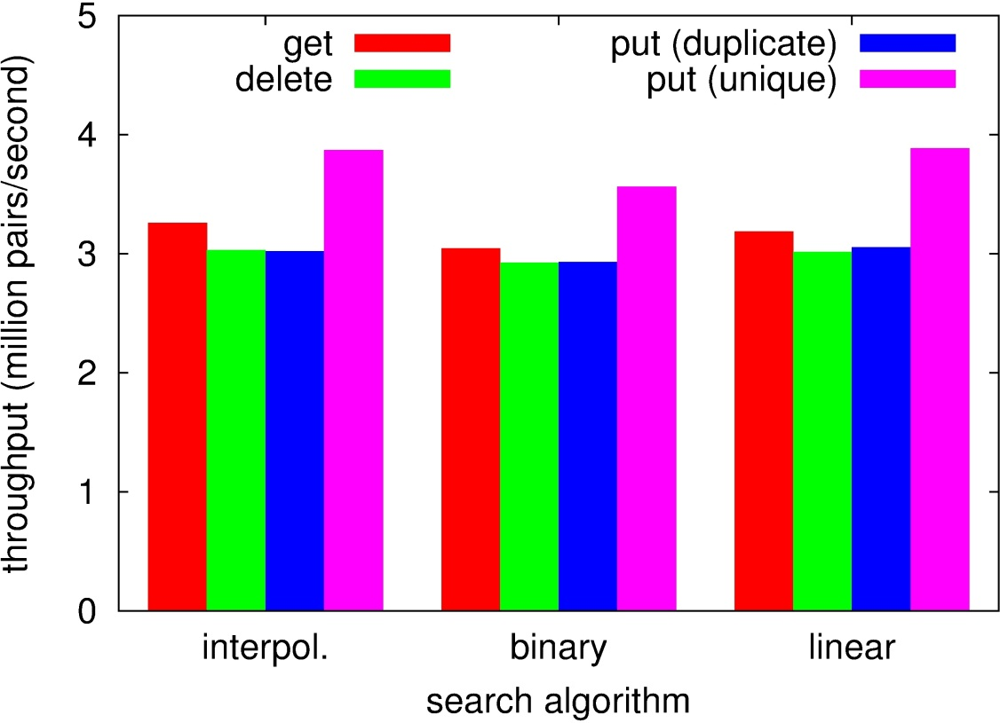 throughput (million pairs/second)
5
4
3
2
1
0
get
delete
put (duplicate)
put (unique)
interpol.
binary
linear
search algorithm